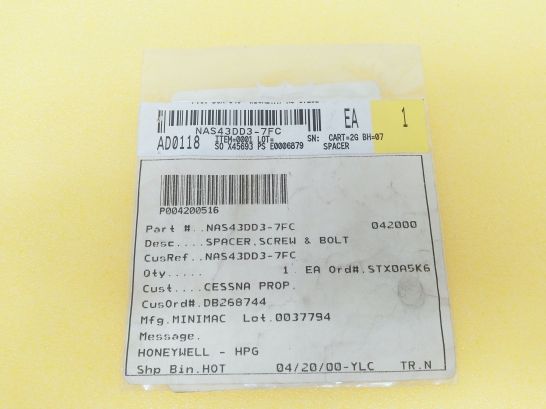 NAS43DD3-7FC
EA 1
AD0118 ITEM=0001 LOT= SN: CART=2G BH=07
SO X45693 PS E0006879 SPACER
P004200516
Part #..NAS43DD3-7FC 042000
Desc....SPACER,SCREW & BOLT
CusRef..NAS43DD3-7FC
Qty..... 1 EA Ord#.STX0A5K6
Cust....CESSNA PROP.
CusOrd#.DB268744
Mfg.MINIMAC Lot.0037794
Message.
HONEYWELL - HPG
Shp Bin.HOT 04/20/00-YLC TR.N